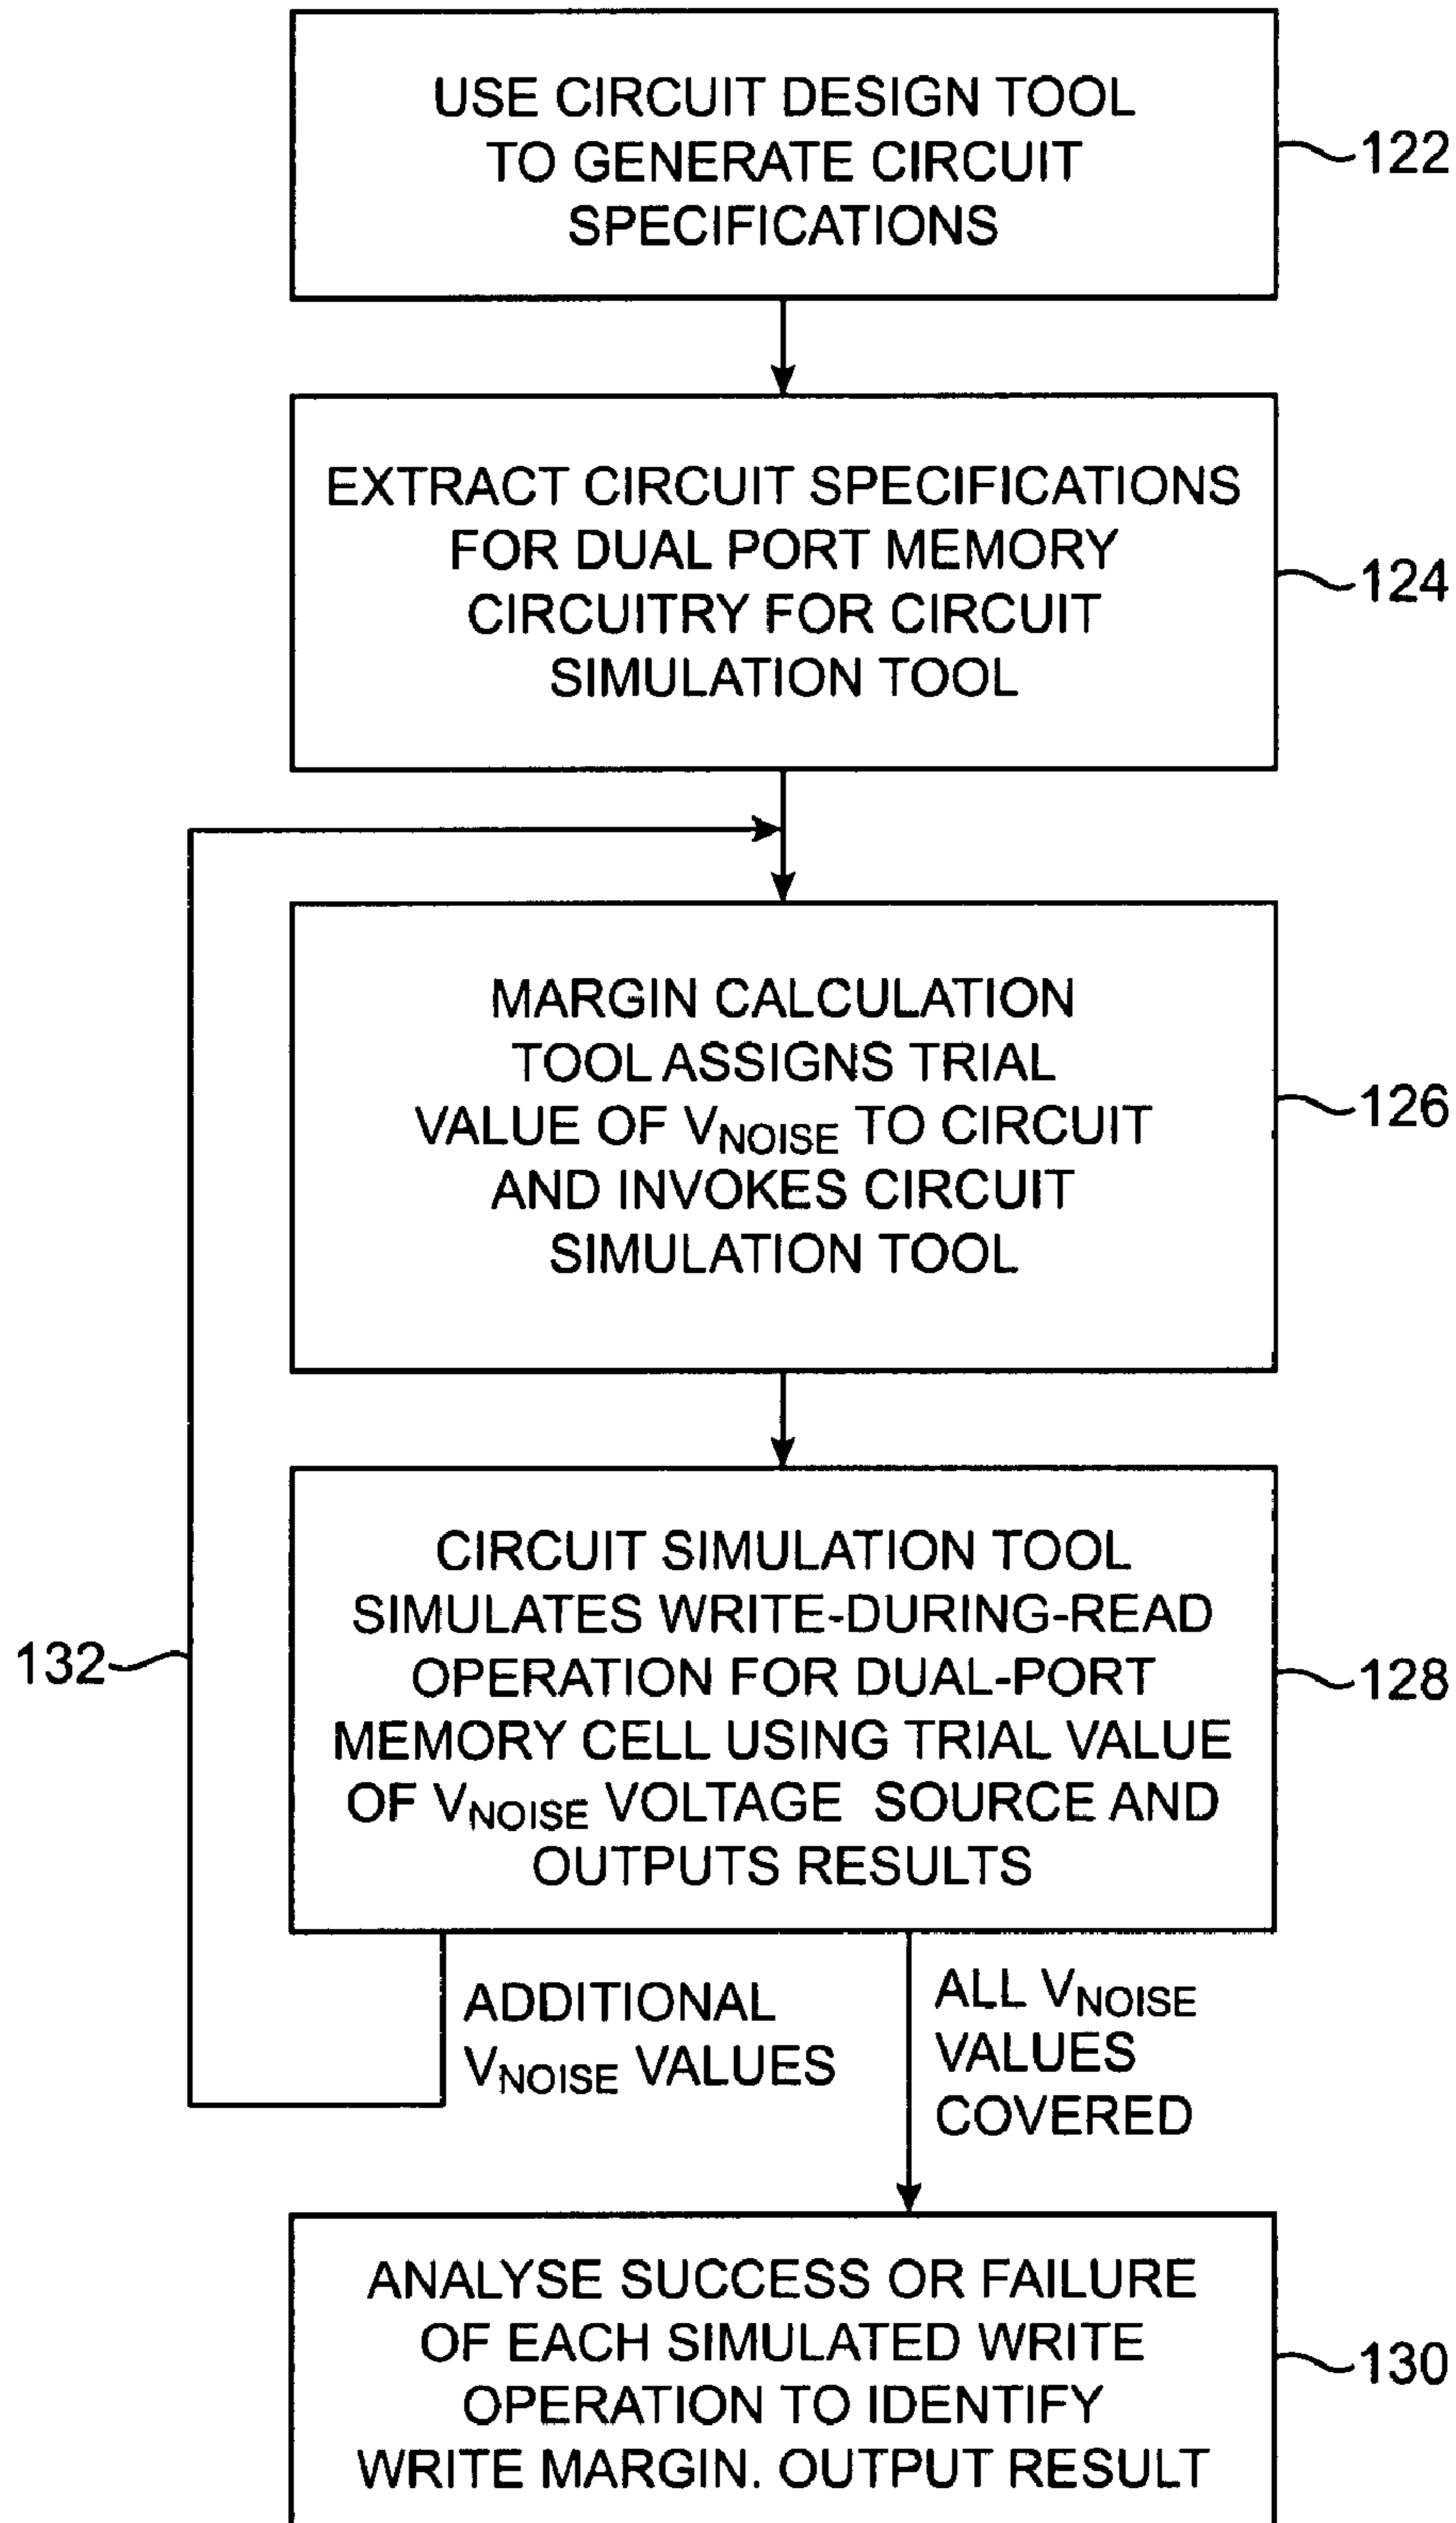 USE CIRCUIT DESIGN TOOL
TO GENERATE CIRCUIT
SPECIFICATIONS
122
EXTRACT CIRCUIT SPECIFICATIONS
FOR DUAL PORT MEMORY
CIRCUITRY FOR CIRCUIT
SIMULATION TOOL
124
MARGIN CALCULATION
TOOL ASSIGNS TRIAL
VALUE OF VNOISE TO CIRCUIT
AND INVOKES CIRCUIT
SIMULATION TOOL
126
CIRCUIT SIMULATION TOOL
SIMULATES WRITE-DURING-READ
OPERATION FOR DUAL-PORT
MEMORY CELL USING TRIAL VALUE
OF VNOISE VOLTAGE SOURCE AND
OUTPUTS RESULTS
128
132
ADDITIONAL
VNOISE VALUES
ALL VNOISE
VALUES
COVERED
ANALYSE SUCCESS OR FAILURE
OF EACH SIMULATED WRITE
OPERATION TO IDENTIFY
WRITE MARGIN. OUTPUT RESULT
130